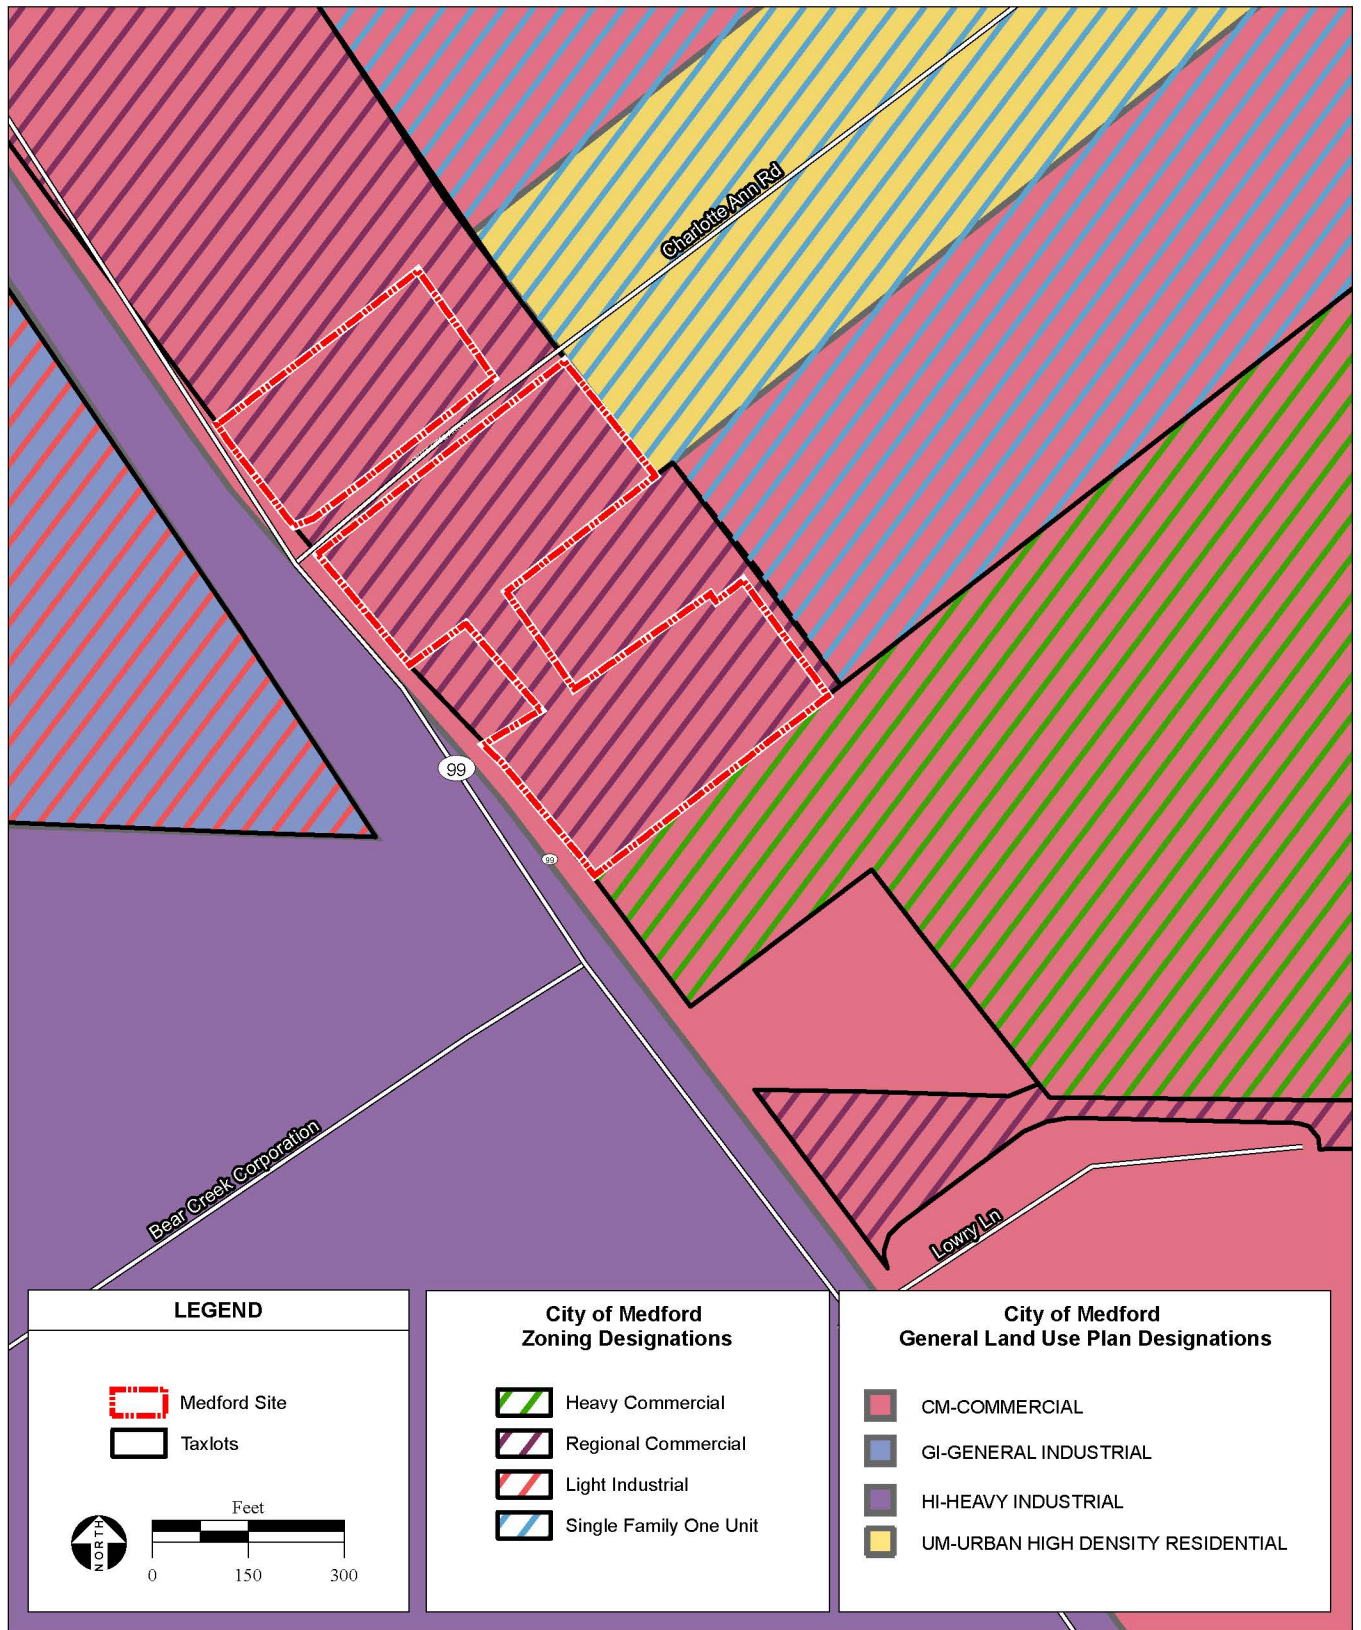 Charlotte Ann Rd
99
99
Bear Creek Corporation
Lowry Ln
LEGEND
Medford Site
Taxlots
NORTH
Feet
0 150 300
City of Medford
Zoning Designations
Heavy Commercial
Regional Commercial
Light Industrial
Single Family One Unit
City of Medford
General Land Use Plan Designations
CM-COMMERCIAL
GI-GENERAL INDUSTRIAL
HI-HEAVY INDUSTRIAL
UM-URBAN HIGH DENSITY RESIDENTIAL